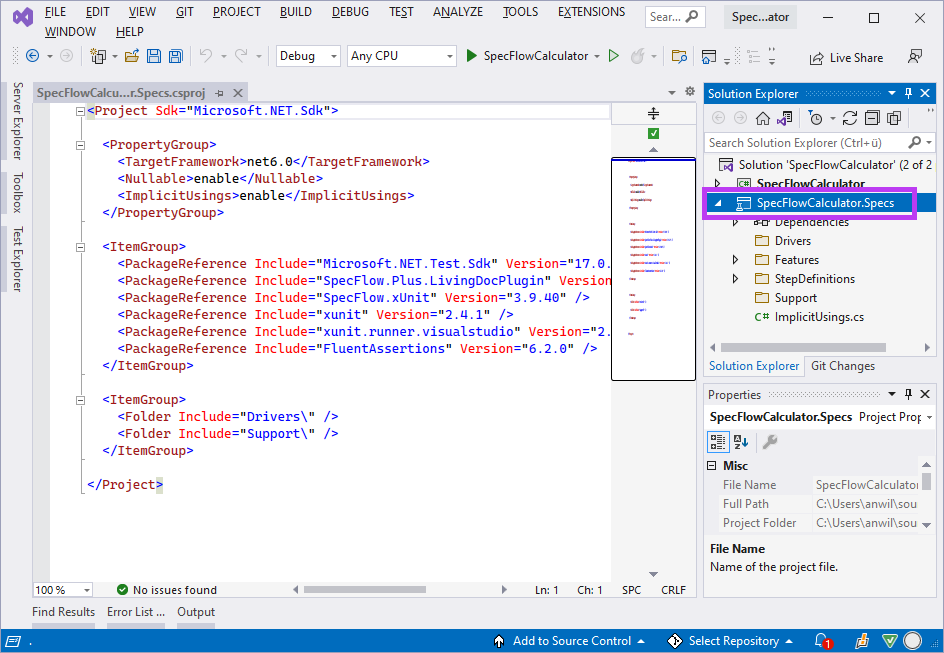 FILE EDIT VIEW GIT PROJECT BUILD DEBUG TEST ANALYZE TOOLS EXTENSIONS
WINDOW HELP
Sear...
Spec...ator
Debug
Any CPU
SpecFlowCalculator
Live Share
Server Explorer
Toolbox
Test Explorer
SpecFlowCalcu...r.Specs.csproj
<Project Sdk="Microsoft.NET.Sdk">
<PropertyGroup>
<TargetFramework>net6.0</TargetFramework>
<Nullable>enable</Nullable>
<ImplicitUsings>enable</ImplicitUsings>
</PropertyGroup>
<ItemGroup>
<PackageReference Include="Microsoft.NET.Test.Sdk" Version="17.0.
<PackageReference Include="SpecFlow.Plus.LivingDocPlugin" Version
<PackageReference Include="SpecFlow.xUnit" Version="3.9.40" />
<PackageReference Include="xunit" Version="2.4.1" />
<PackageReference Include="xunit.runner.visualstudio" Version="2.
<PackageReference Include="FluentAssertions" Version="6.2.0" />
</ItemGroup>
<ItemGroup>
<Folder Include="Drivers\" />
<Folder Include="Support\" />
</ItemGroup>
</Project>
100 %
No issues found
Ln: 1 Ch: 1 SPC CRLF
Find Results Error List ... Output
Solution Explorer
Search Solution Explorer (Ctrl+ü)
Solution 'SpecFlowCalculator' (2 of 2
C# SpecFlowCalculator
SpecFlowCalculator.Specs
Dependencies
Drivers
Features
StepDefinitions
Support
C# ImplicitUsings.cs
Solution Explorer Git Changes
Properties
SpecFlowCalculator.Specs Project Prop
Misc
File Name SpecFlowCalculator
Full Path C:\Users\anwil\sou
Project Folder C:\Users\anwil\sou
File Name
Name of the project file.
Add to Source Control
Select Repository
1